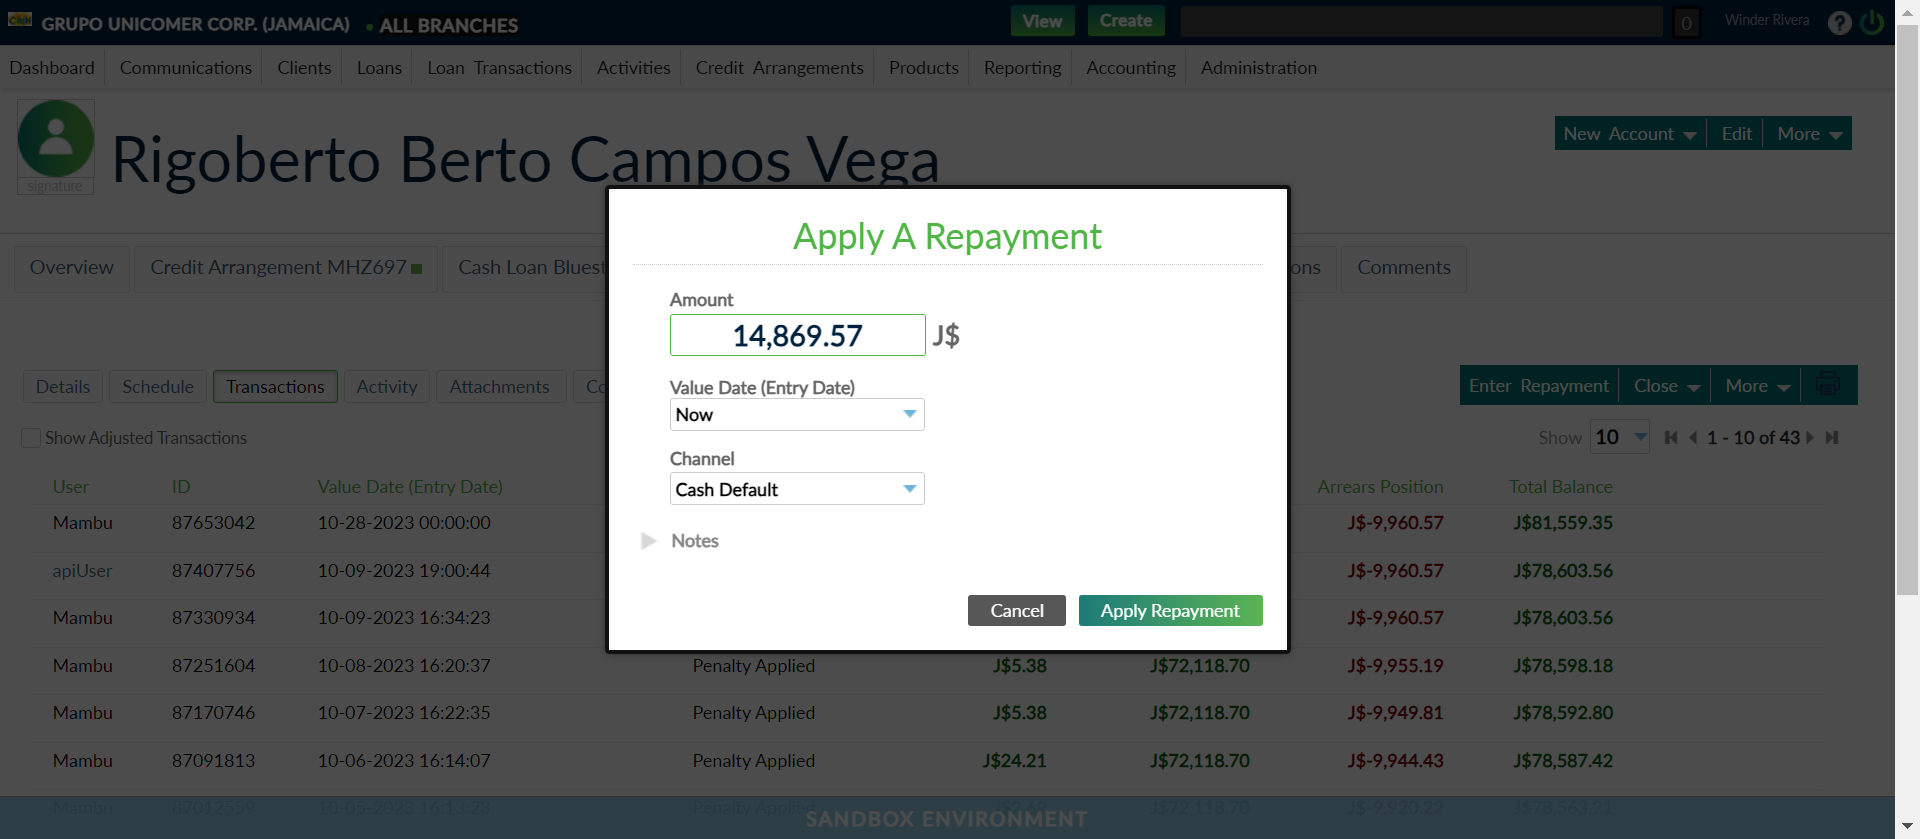 GRUPO UNICOMER CORP. (JAMAICA) • ALL BRANCHES View Create 0 Winder Rivera ?
Dashboard Communications Clients Loans Loan Transactions Activities Credit Arrangements Products Reporting Accounting Administration
signature
Rigoberto Berto Campos Vega
New Account Edit More
Apply A Repayment
Overview Credit Arrangement MHZ697 Cash Loan Bluest ons Comments
Amount
14,869.57 J$
Value Date (Entry Date)
Now
Channel
Cash Default
Notes
Cancel Apply Repayment
Details Schedule Transactions Activity Attachments Co Enter Repayment Close More
Show Adjusted Transactions Show 10 1 - 10 of 43
User ID Value Date (Entry Date) Arrears Position Total Balance
Mambu 87653042 10-28-2023 00:00:00 J$-9,960.57 J$81,559.35
apiUser 87407756 10-09-2023 19:00:44 J$-9,960.57 J$78,603.56
Mambu 87330934 10-09-2023 16:34:23 J$-9,960.57 J$78,603.56
Mambu 87251604 10-08-2023 16:20:37 Penalty Applied J$5.38 J$72,118.70 J$-9,955.19 J$78,598.18
Mambu 87170746 10-07-2023 16:22:35 Penalty Applied J$5.38 J$72,118.70 J$-9,949.81 J$78,592.80
Mambu 87091813 10-06-2023 16:14:07 Penalty Applied J$24.21 J$72,118.70 J$-9,944.43 J$78,587.42
Mambu 87012559 10-05-2023 16:13:23 Penalty Applied J$2.69 J$72,118.70 J$-9,920.22 J$78,563.21
SANDBOX ENVIRONMENT